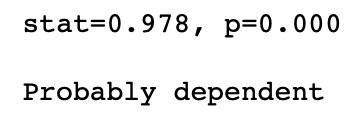 stat=0.978, p=0.000
Probably dependent